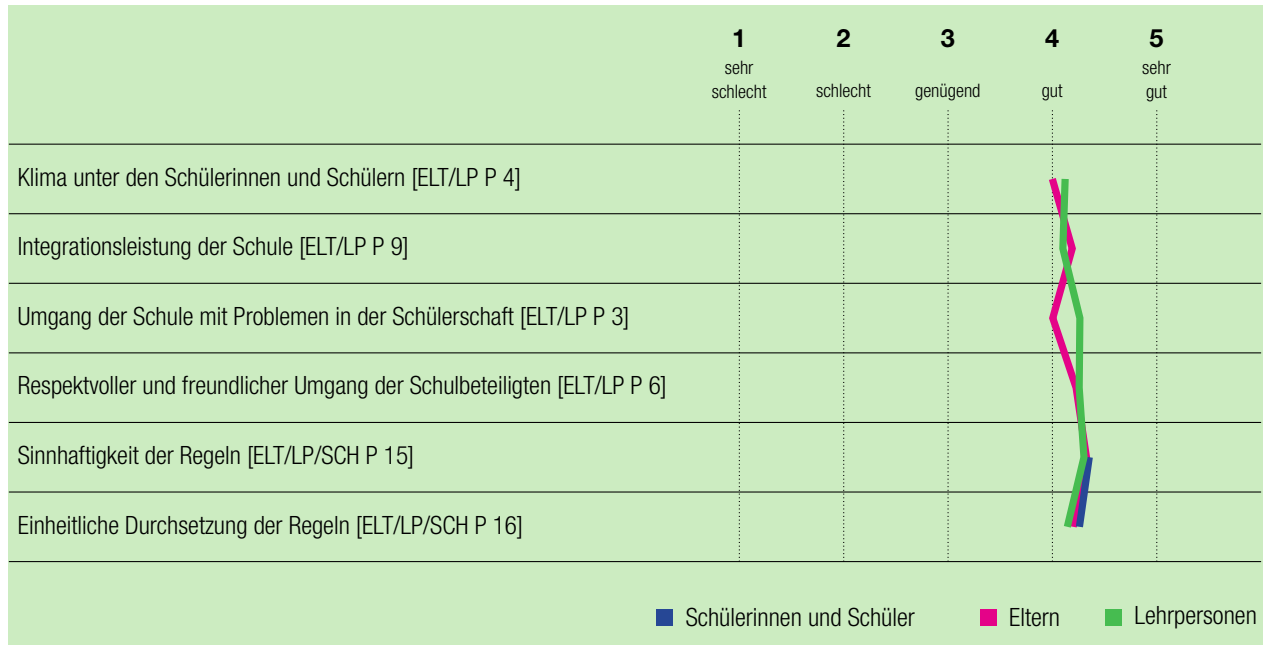 1 2 3 4 5
sehr schlecht schlecht genügend gut sehr gut
Klima unter den Schülerinnen und Schülern [ELT/LP P 4]
Integrationsleistung der Schule [ELT/LP P 9]
Umgang der Schule mit Problemen in der Schülerschaft [ELT/LP P 3]
Respektvoller und freundlicher Umgang der Schulbeteiligten [ELT/LP P 6]
Sinnhaftigkeit der Regeln [ELT/LP/SCH P 15]
Einheitliche Durchsetzung der Regeln [ELT/LP/SCH P 16]
Schülerinnen und Schüler Eltern Lehrpersonen